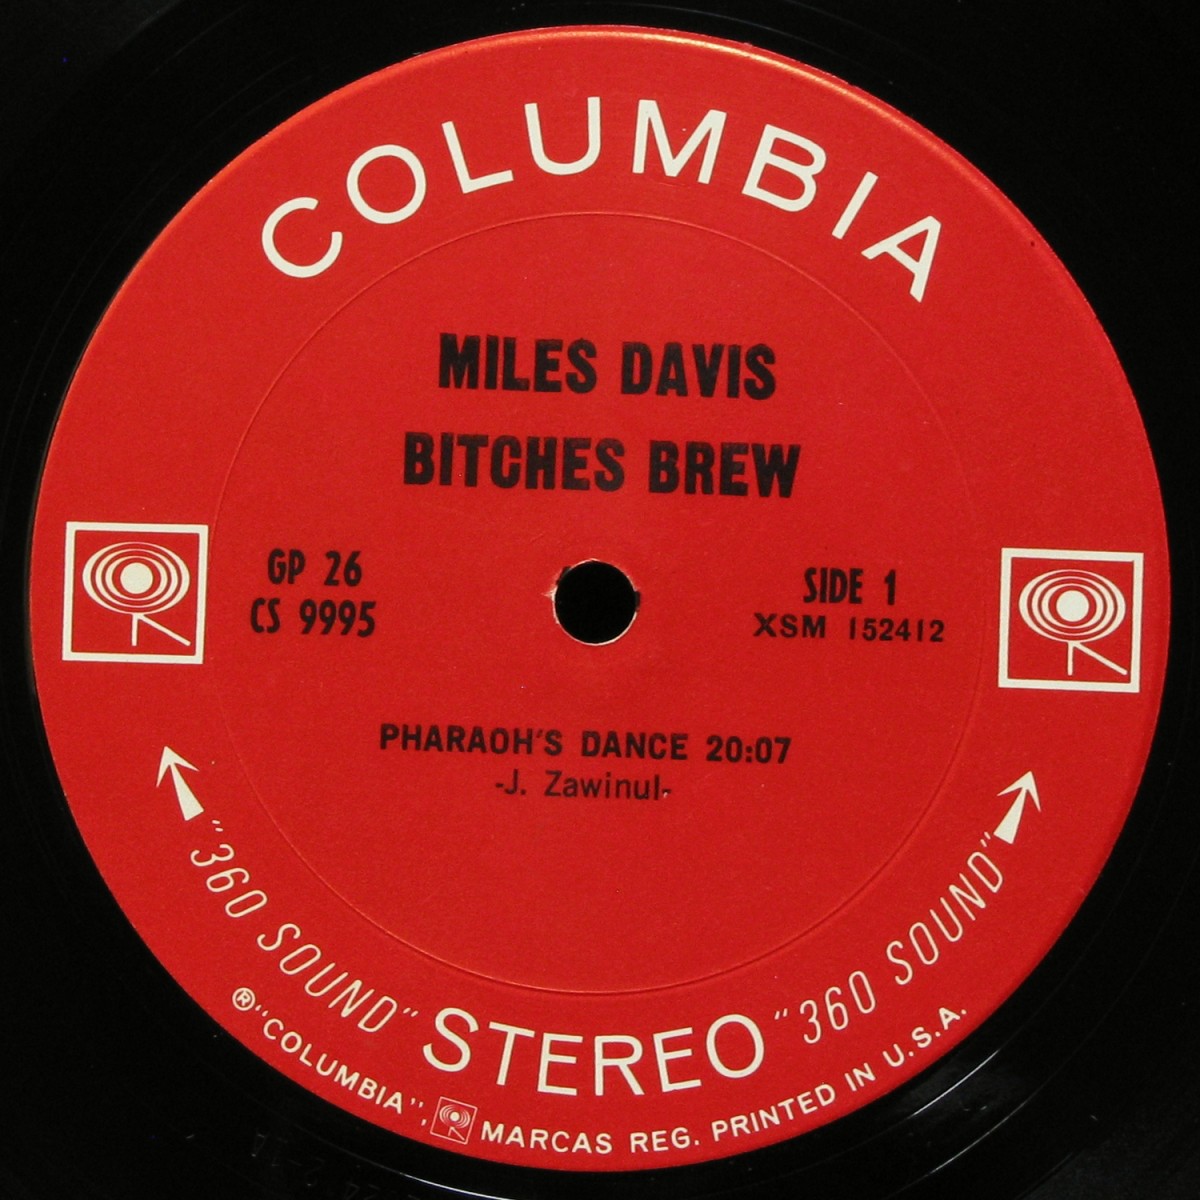 COLUMBIA
MILES DAVIS
BITCHES BREW
GP 26
CS 9995
SIDE 1
XSM 152412
PHARAOH'S DANCE 20:07
-J. Zawinul-
"360 SOUND" STEREO "360 SOUND"
®"COLUMBIA", MARCAS REG. PRINTED IN U.S.A.